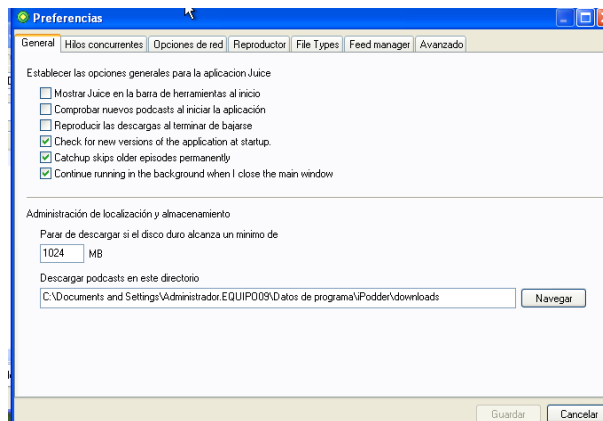 Preferencias
General Hilos concurrentes Opciones de red Reproductor File Types Feed manager Avanzado
Establecer las opciones generales para la aplicacion Juice
Mostrar Juice en la barra de herramientas al inicio
Comprobar nuevos podcasts al iniciar la aplicación
Reproducir las descargas al terminar de bajarse
Check for new versions of the application at startup.
Catchup skips older episodes permanently
Continue running in the background when I close the main window
Administración de localización y almacenamiento
Parar de descargar si el disco duro alcanza un minimo de
1024 MB
Descargar podcasts en este directorio
C:\Documents and Settings\Administrador.EQUIPO09\Datos de programa\iPodder\downloads Navegar
Guardar Cancelar